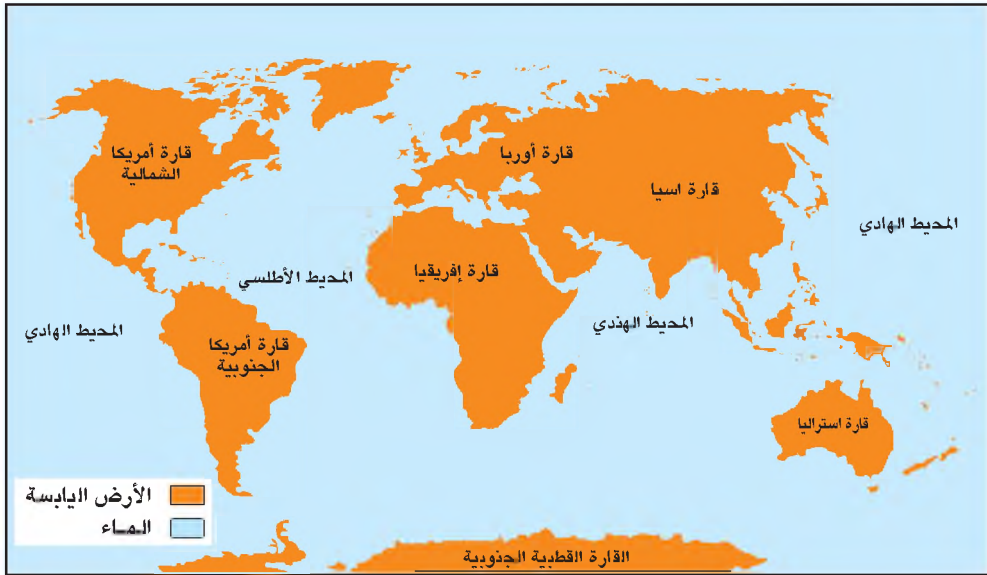 قارة أمريكا
الشمالية
قارة أوربا
قارة اسيا
المحيط الهادي
المحيط الأطلسي
قارة إفريقيا
المحيط الهندي
المحيط الهادي
قارة أمريكا
الجنوبية
قارة استراليا
الأرض اليابسة
الماء
القارة القطبية الجنوبية